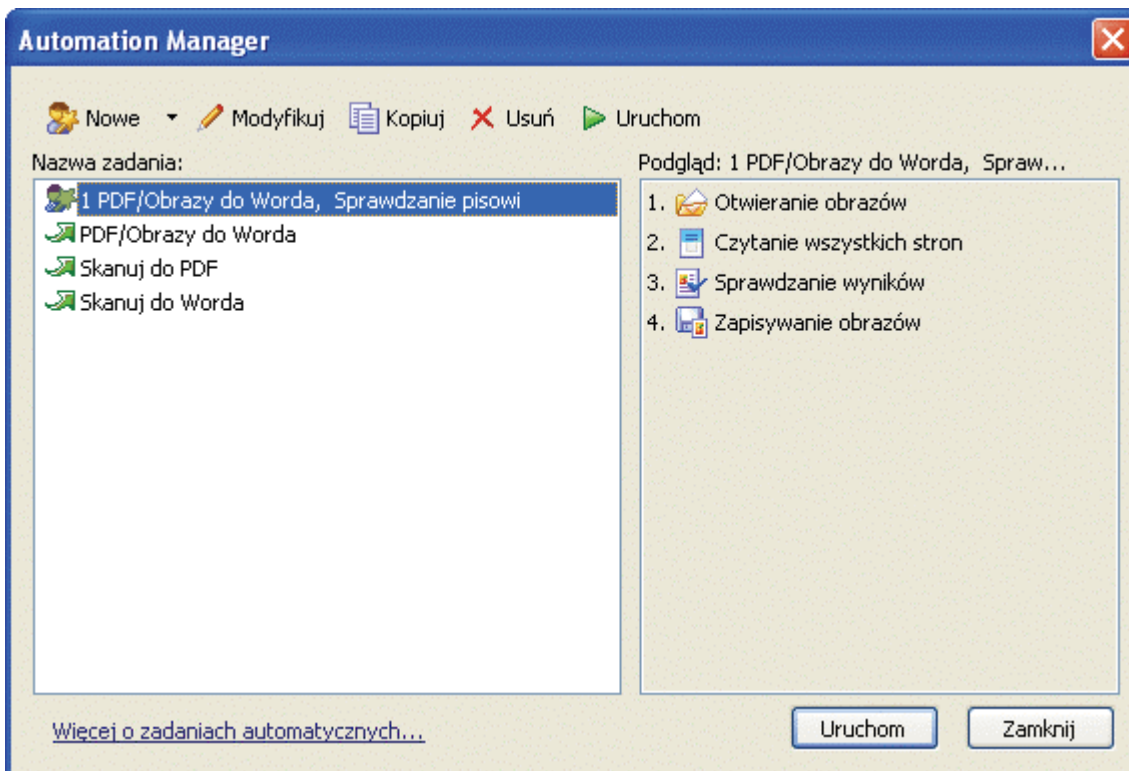 Automation Manager
Nowe Modyfikuj Kopiuj Usuń Uruchom
Nazwa zadania:
1 PDF/Obrazy do Worda, Sprawdzanie pisowi
PDF/Obrazy do Worda
Skanuj do PDF
Skanuj do Worda
Podgląd: 1 PDF/Obrazy do Worda, Spraw...
1. Otwieranie obrazów
2. Czytanie wszystkich stron
3. Sprawdzanie wyników
4. Zapisywanie obrazów
Więcej o zadaniach automatycznych...
Uruchom
Zamknij